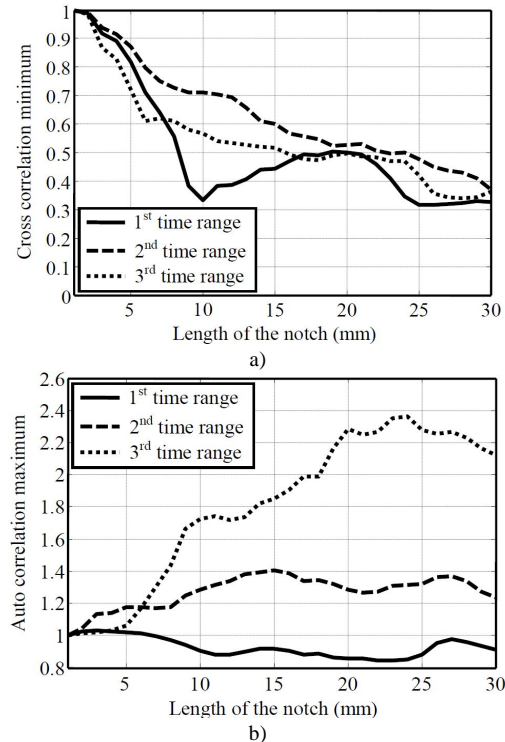 1
0.9
0.8
0.7
0.6
0.5
0.4
0.3
0.2
0.1
0
Cross correlation minimum
1st time range
2nd time range
3rd time range
5 10 15 20 25 30
Length of the notch (mm)
a)
2.6
2.4
2.2
2
1.8
1.6
1.4
1.2
1
0.8
Auto correlation maximum
1st time range
2nd time range
3rd time range
5 10 15 20 25 30
Length of the notch (mm)
b)